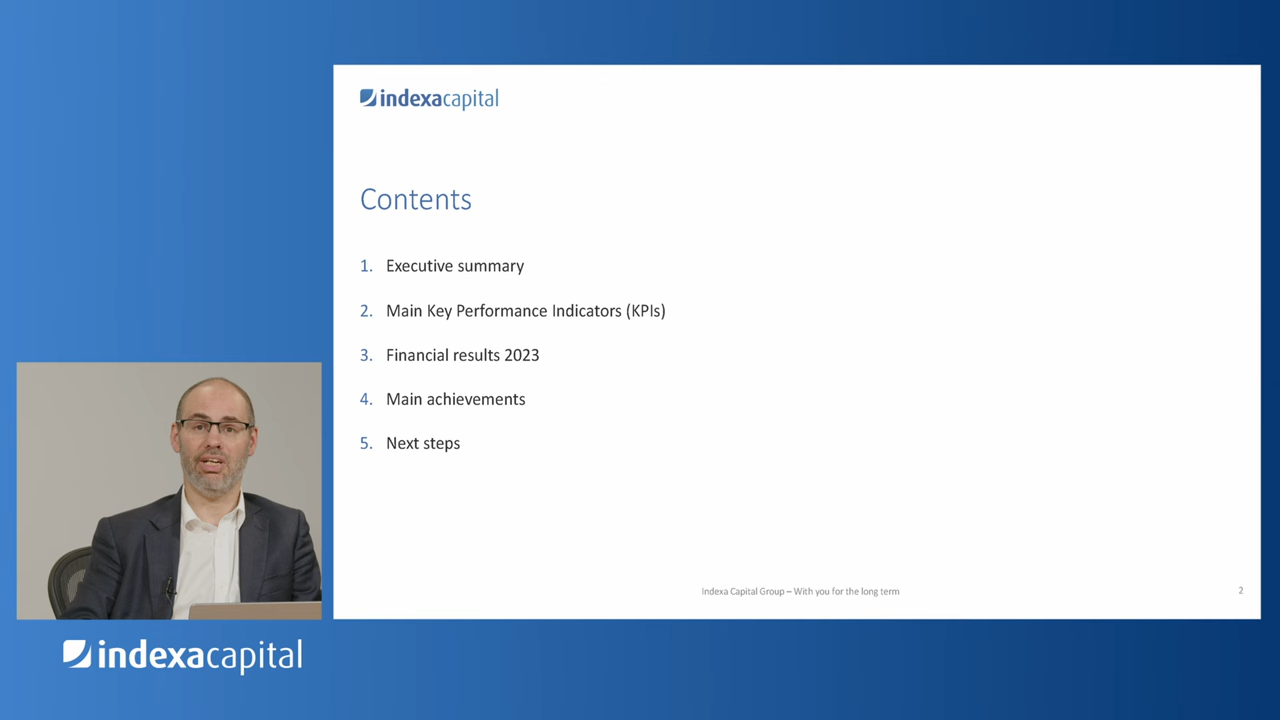 indexacapital
Contents
1. Executive summary
2. Main Key Performance Indicators (KPIs)
3. Financial results 2023
4. Main achievements
5. Next steps
Indexa Capital Group – With you for the long term
2
indexacapital